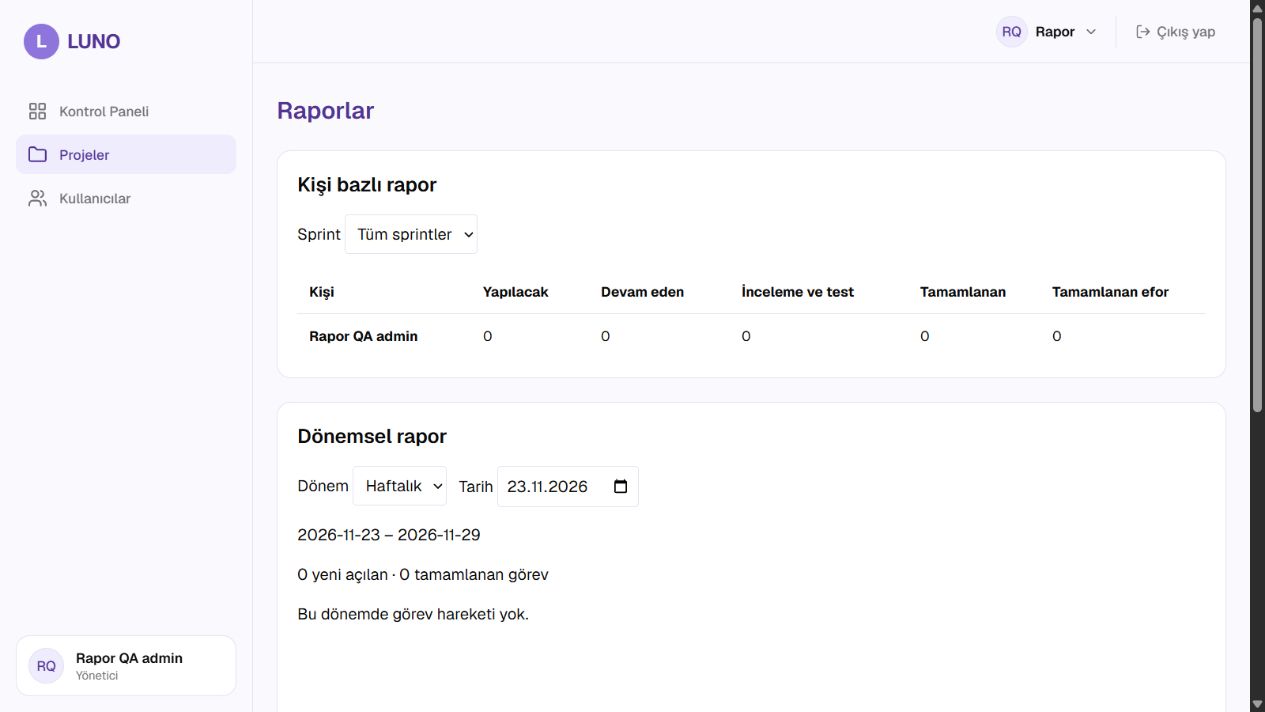 L LUNO
RQ Rapor Çıkış yap
Kontrol Paneli
Projeler
Kullanıcılar
Raporlar
Kişi bazlı rapor
Sprint Tüm sprintler
Kişi Yapılacak Devam eden İnceleme ve test Tamamlanan Tamamlanan efor
Rapor QA admin 0 0 0 0 0
Dönemsel rapor
Dönem Haftalık Tarih 23.11.2026
2026-11-23 – 2026-11-29
0 yeni açılan · 0 tamamlanan görev
Bu dönemde görev hareketi yok.
RQ Rapor QA admin
Yönetici